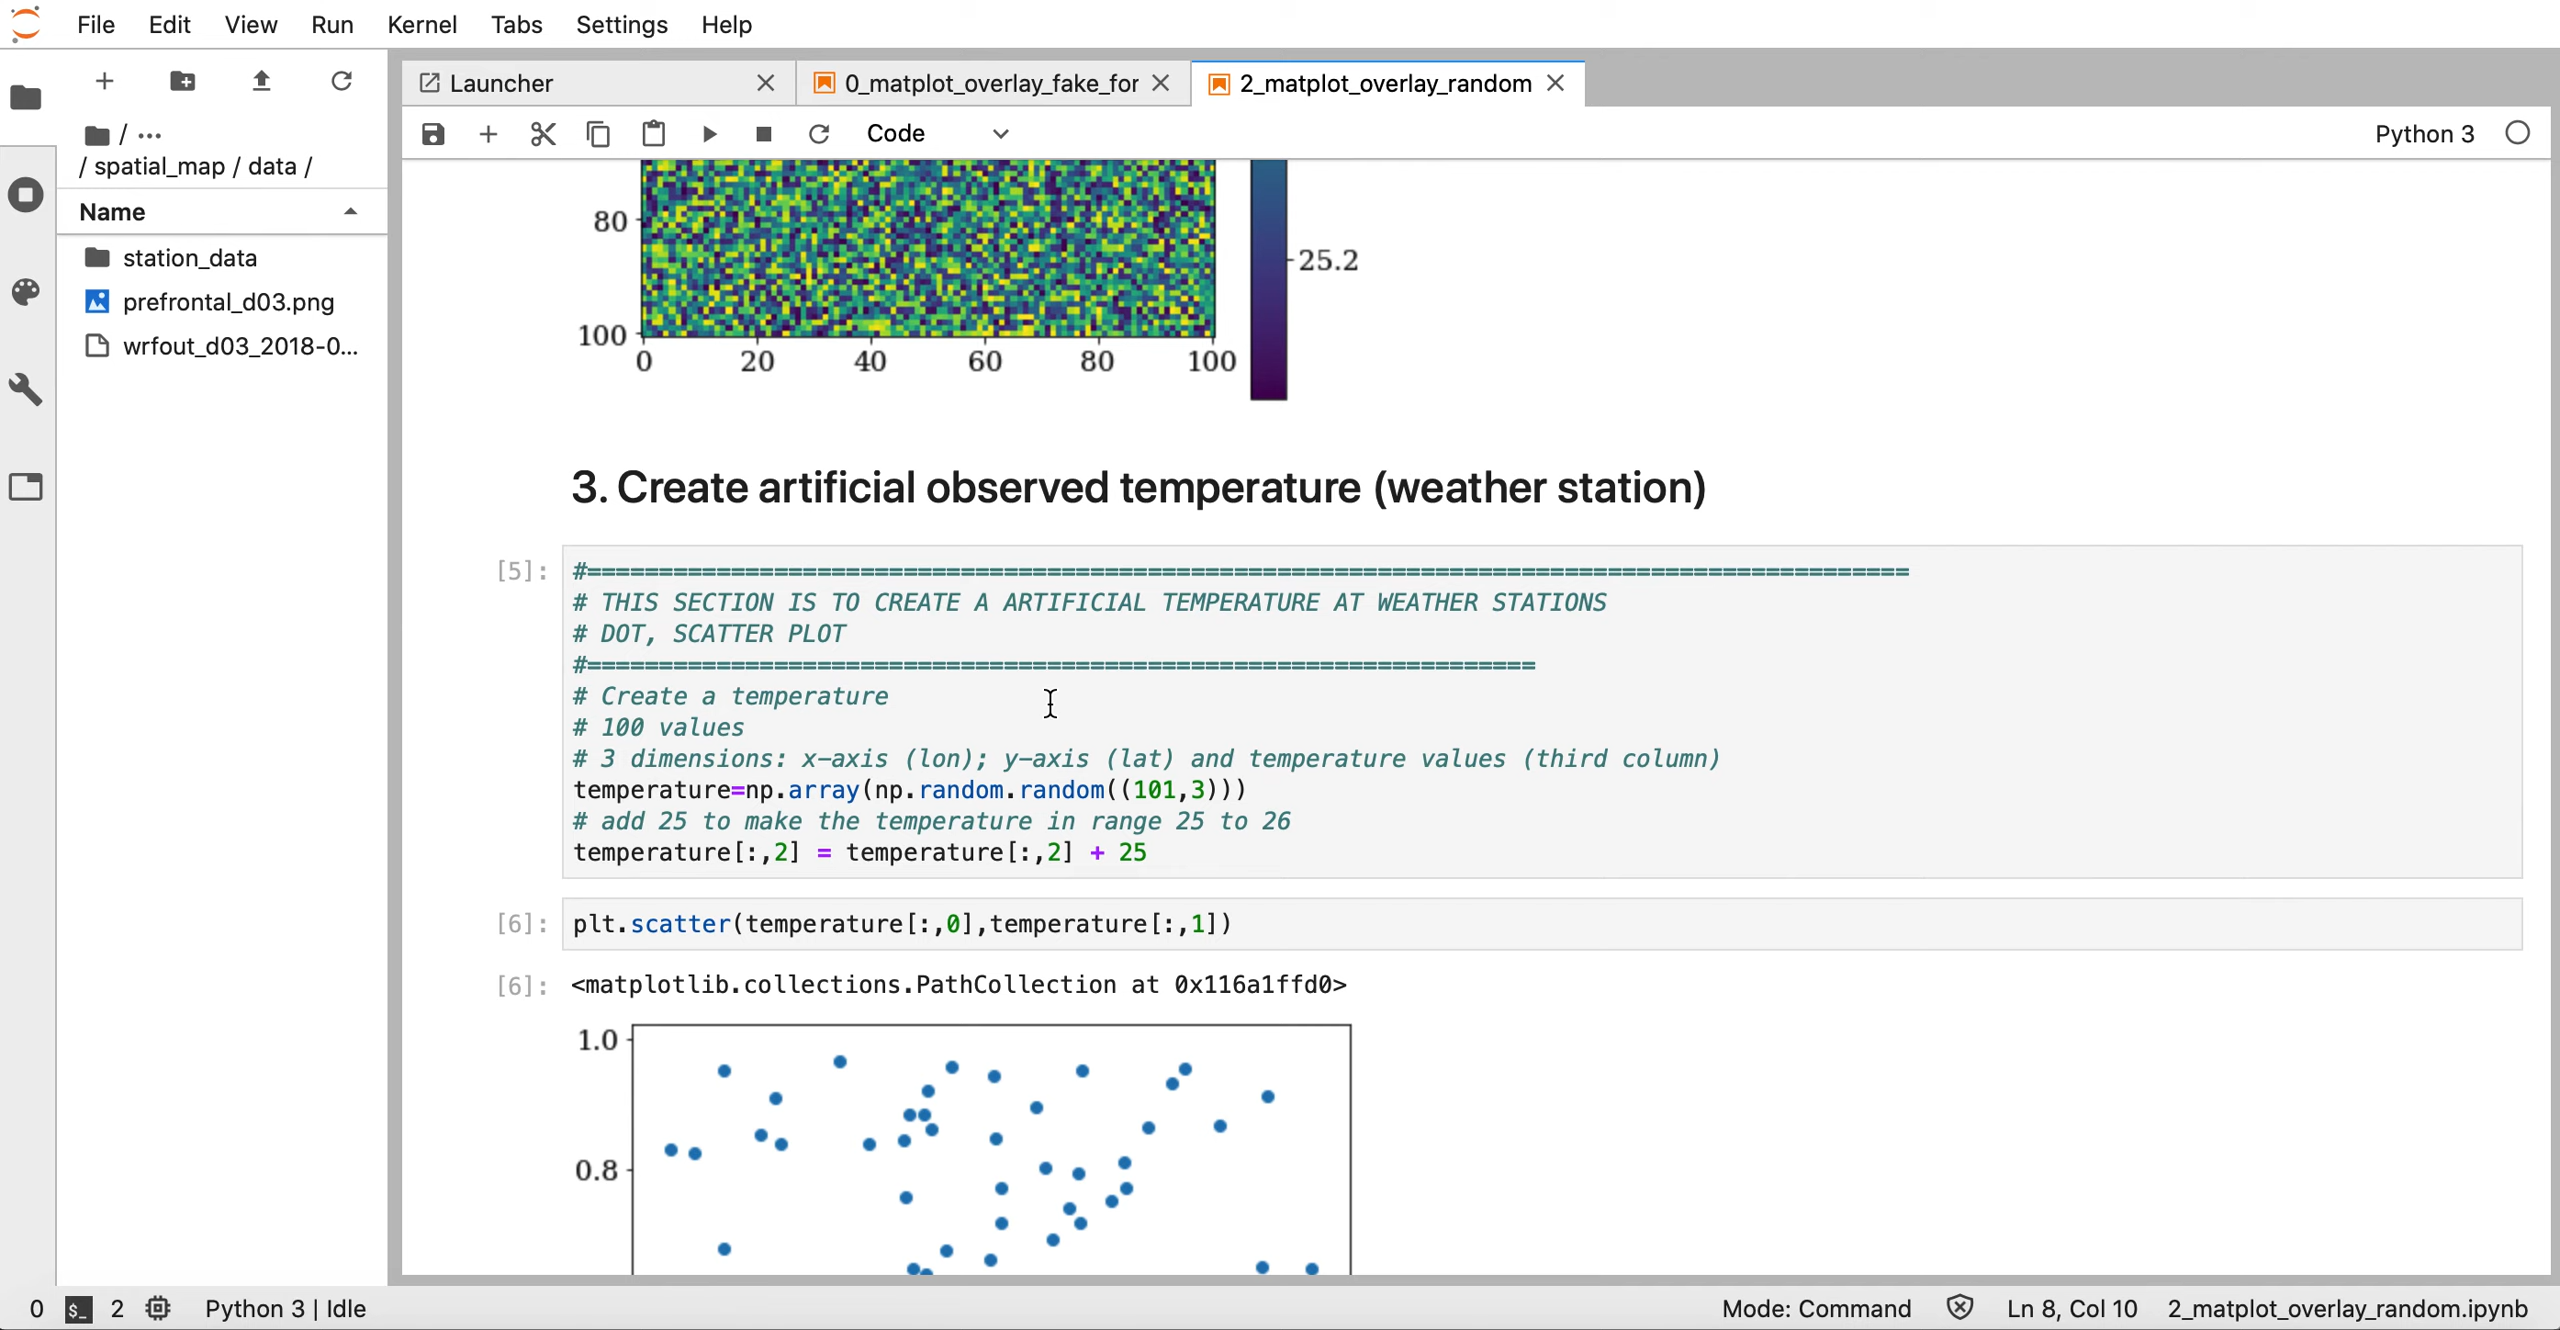 File Edit View Run Kernel Tabs Settings Help
Launcher 0_matplot_overlay_fake_for 2_matplot_overlay_random
Code Python 3
/ ...
/ spatial_map / data /
Name
station_data
prefrontal_d03.png
wrfout_d03_2018-0...
80
100
0 20 40 60 80 100
25.2
3. Create artificial observed temperature (weather station)
[5]:
#============================================================================================
# THIS SECTION IS TO CREATE A ARTIFICIAL TEMPERATURE AT WEATHER STATIONS
# DOT, SCATTER PLOT
#==================================================================
# Create a temperature
# 100 values
# 3 dimensions: x-axis (lon); y-axis (lat) and temperature values (third column)
temperature=np.array(np.random.random((101,3)))
# add 25 to make the temperature in range 25 to 26
temperature[:,2] = temperature[:,2] + 25
[6]: plt.scatter(temperature[:,0],temperature[:,1])
[6]: <matplotlib.collections.PathCollection at 0x116a1ffd0>
1.0
0.8
0 $_ 2 Python 3 | Idle Mode: Command Ln 8, Col 10 2_matplot_overlay_random.ipynb